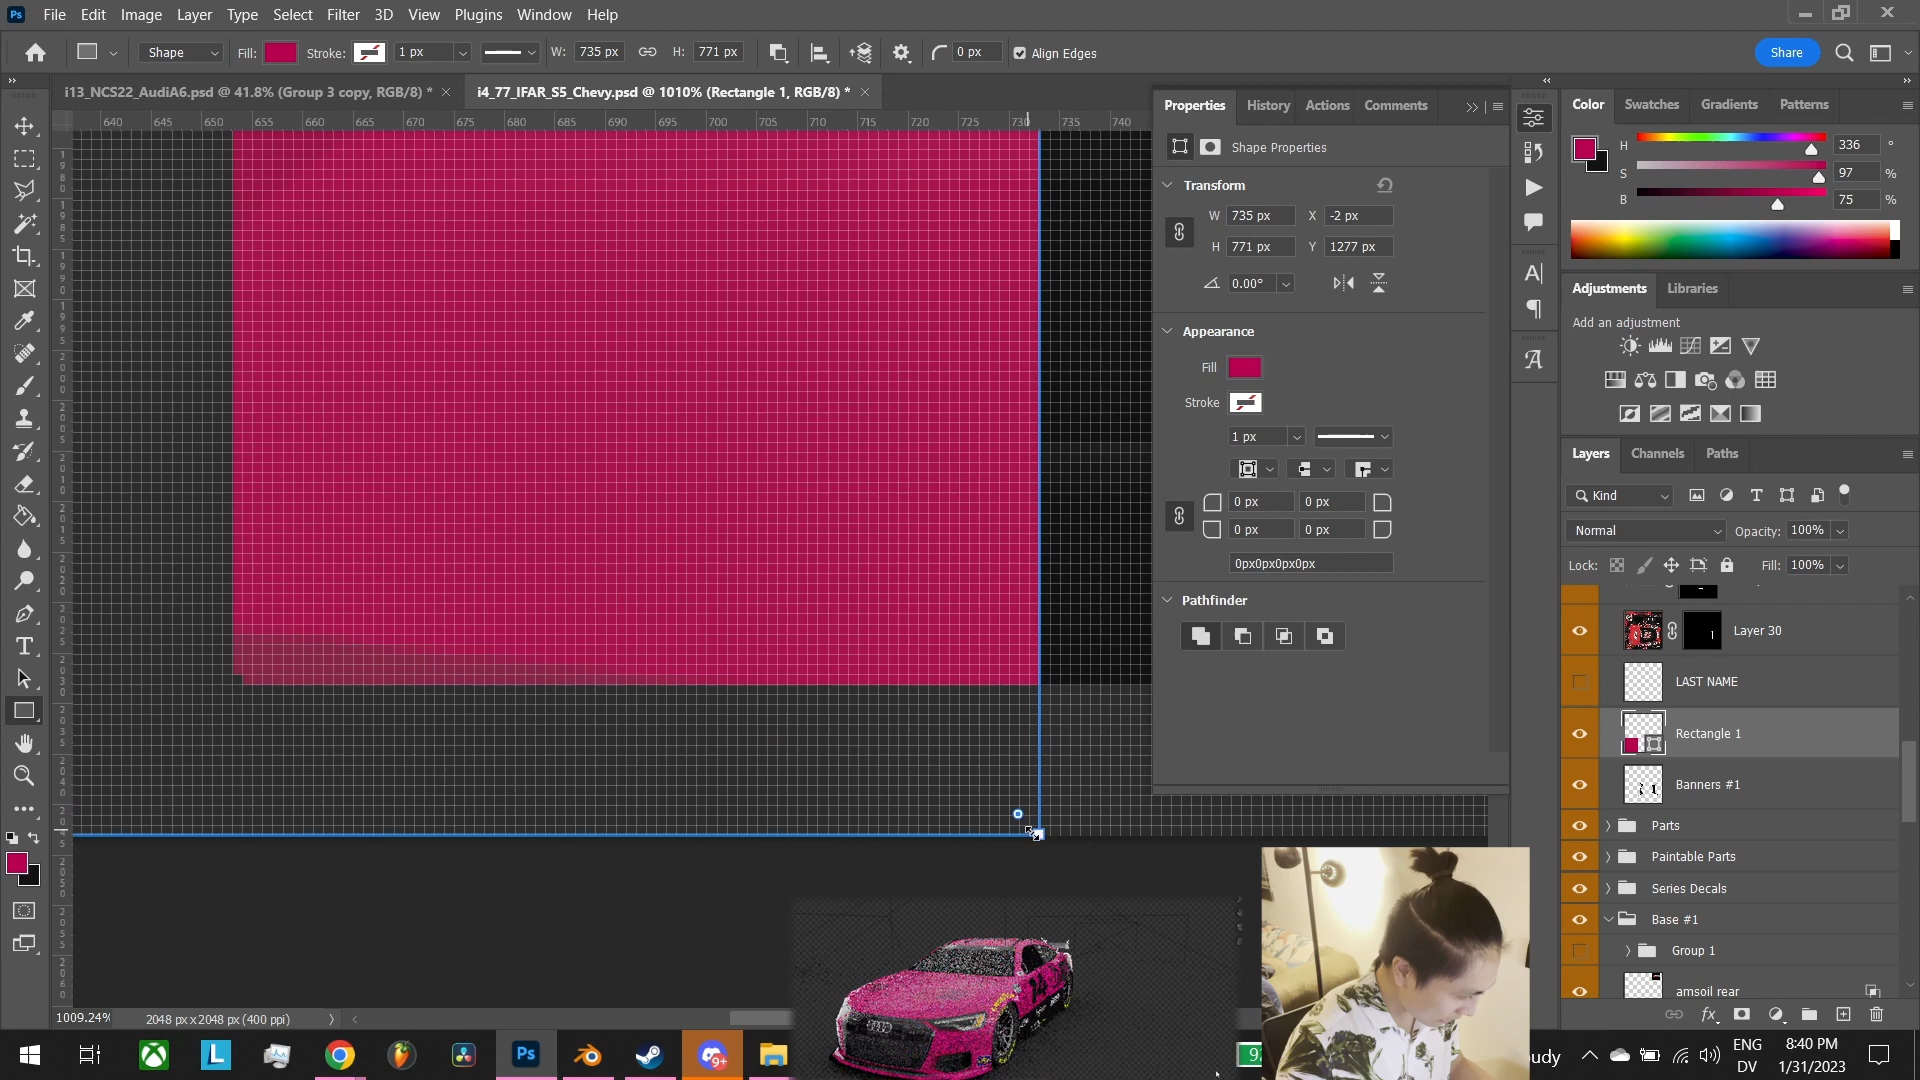 File Edit Image Layer Type Select Filter 3D View Plugins Window Help
Shape Fill: Stroke: 1 px W: 735 px H: 771 px 0 px Align Edges Share
i13_NCS22_AudiA6.psd @ 41.8% (Group 3 copy, RGB/8) * i4_77_IFAR_S5_Chevy.psd @ 1010% (Rectangle 1, RGB/8) *
640 645 650 655 660 665 670 675 680 685 690 695 700 705 710 715 720 725 730 735 740
Properties History Actions Comments
Shape Properties
Transform
W 735 px X -2 px
H 771 px Y 1277 px
0.00°
Appearance
Fill
Stroke
1 px
0 px 0 px
0 px 0 px
0px0px0px0px
Pathfinder
Color Swatches Gradients Patterns
H 336 °
S 97 %
B 75 %
Adjustments Libraries
Add an adjustment
Layers Channels Paths
Kind
Normal Opacity: 100%
Lock: Fill: 100%
Layer 30
LAST NAME
Rectangle 1
Banners #1
Parts
Paintable Parts
Series Decals
Base #1
Group 1
amsoil rear
1009.24% 2048 px x 2048 px (400 ppi)
9+
oudy
ENG
DV
8:40 PM
1/31/2023